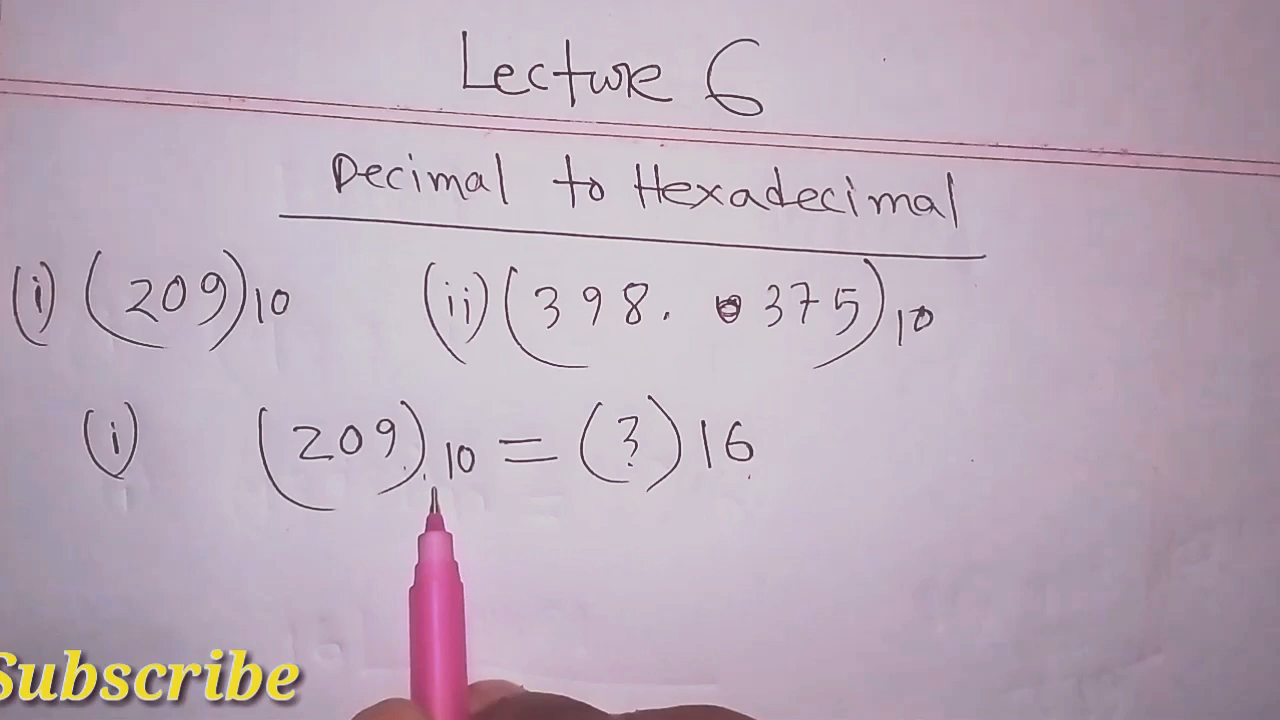 Lecture 6
Decimal to Hexadecimal
(i) (209)10 (ii) (398. 375)10
(i) (209)10 = (?)16
Subscribe